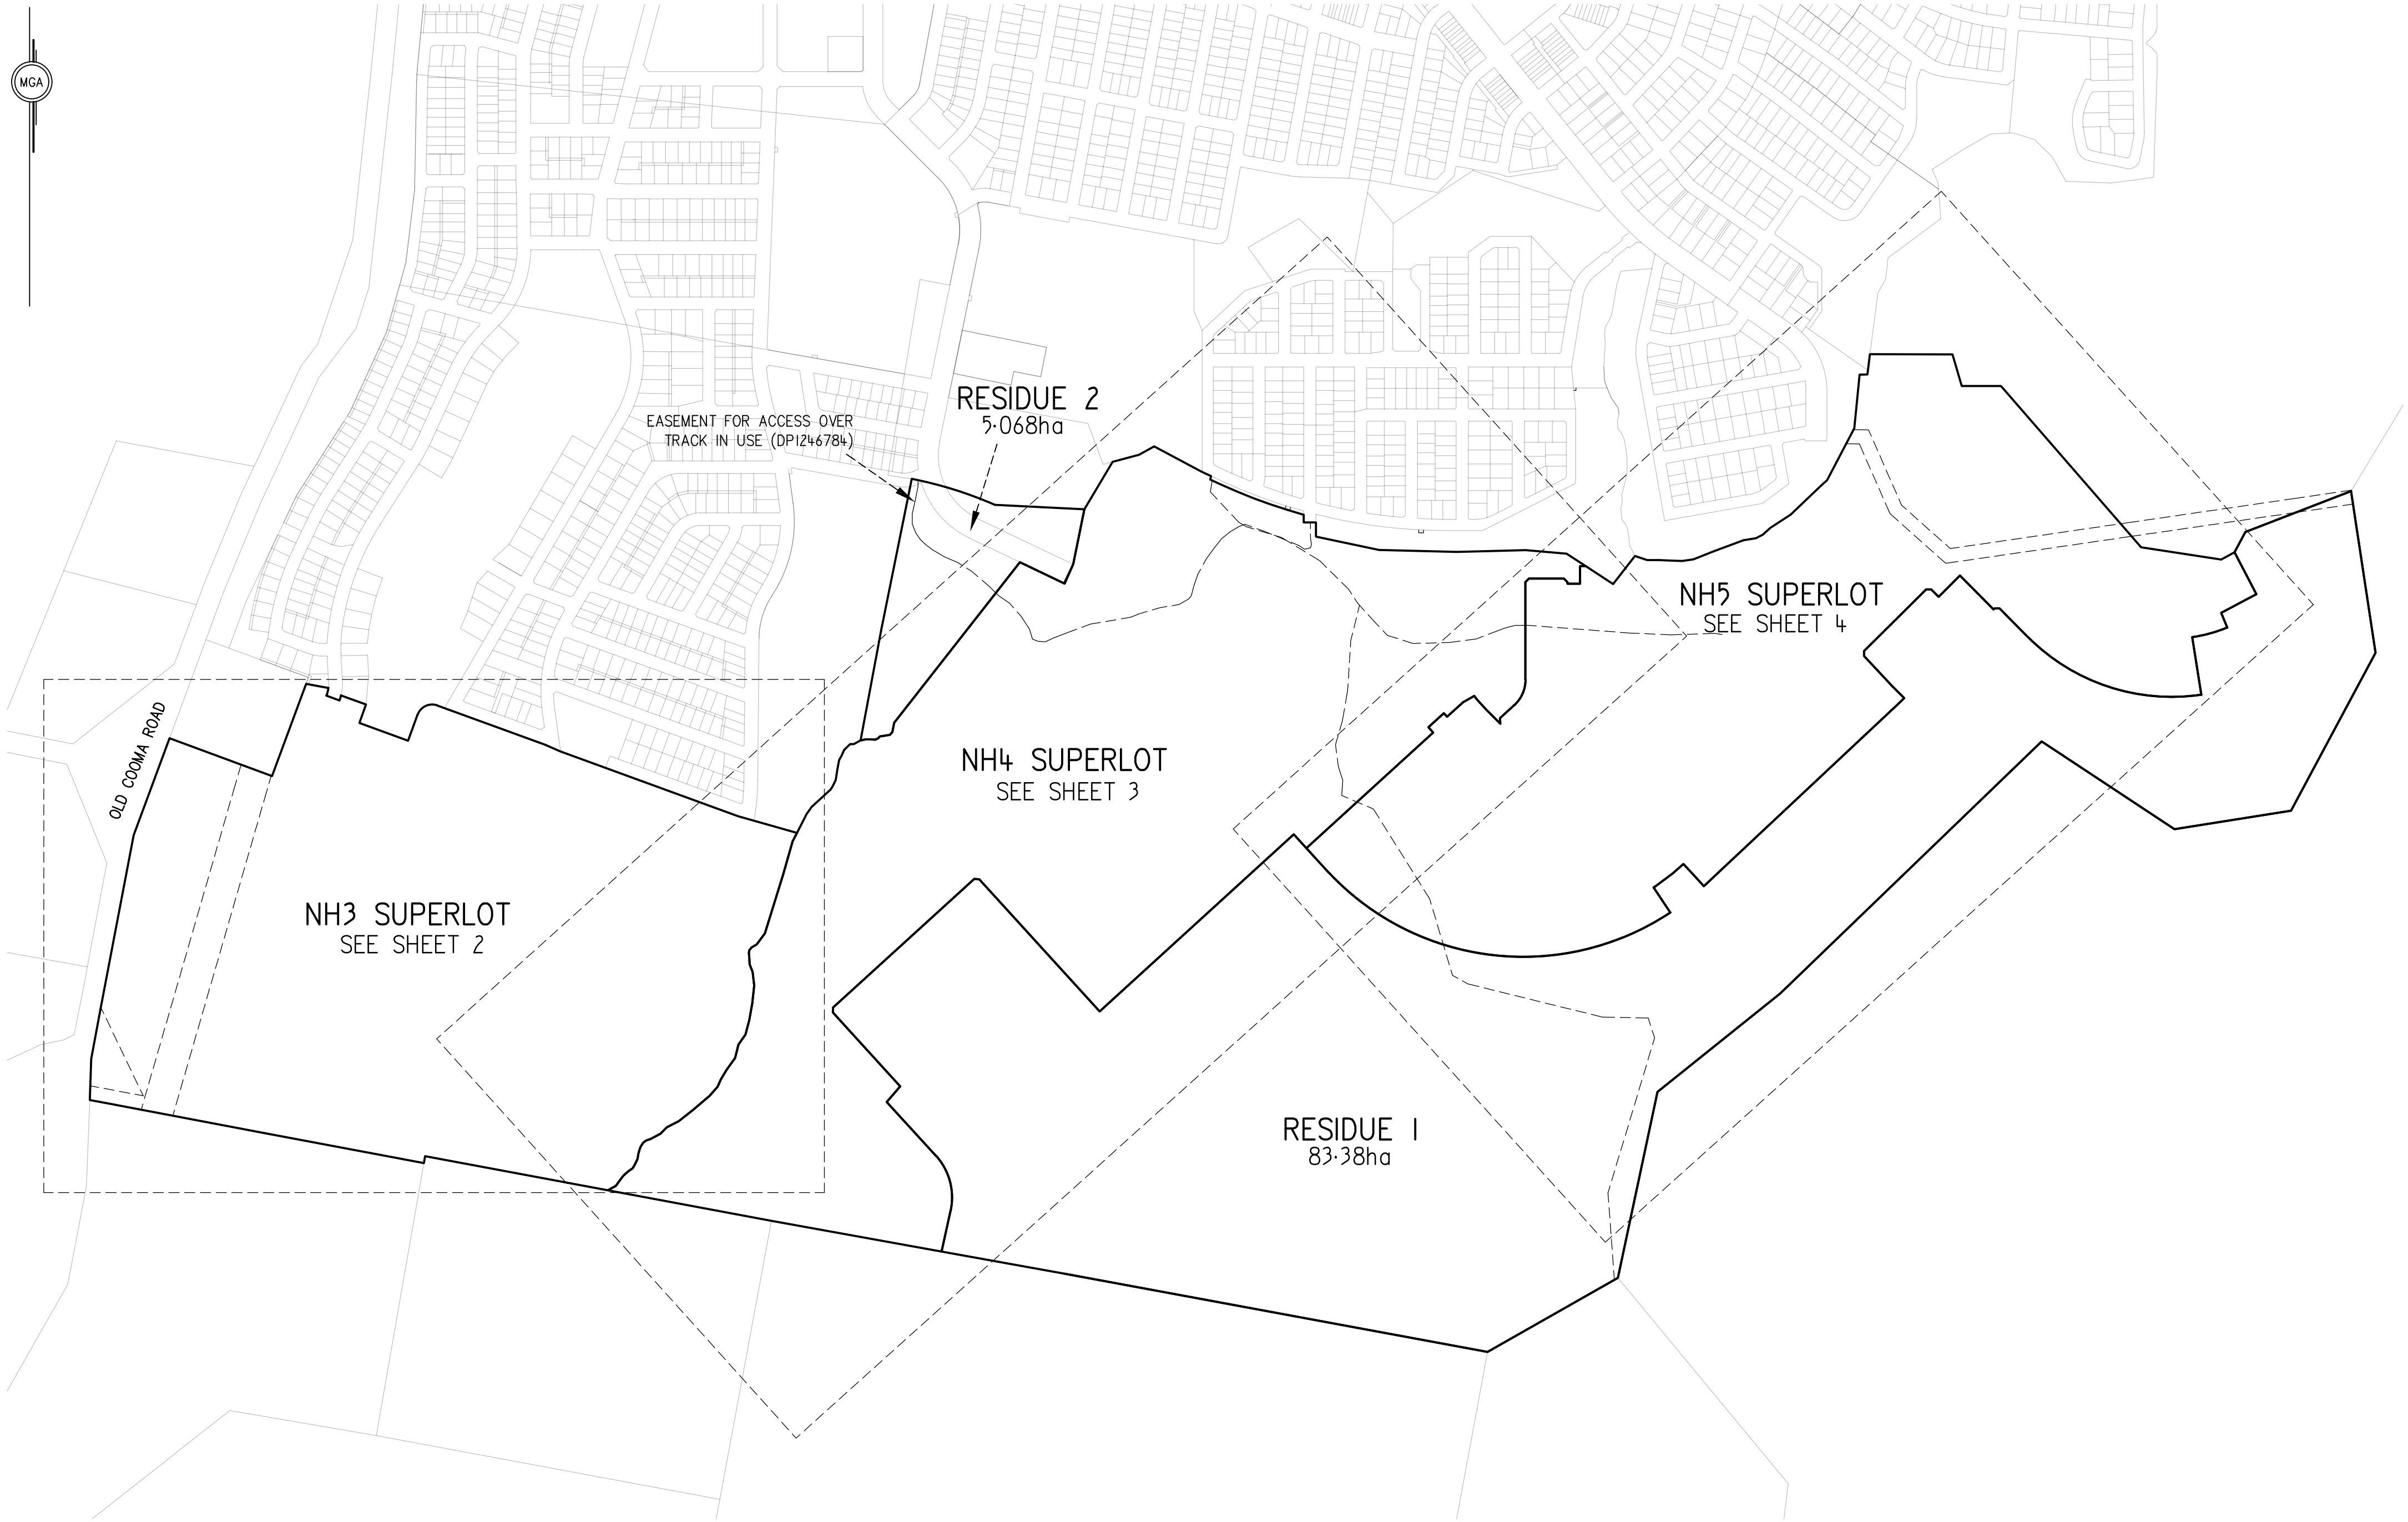 MGA
RESIDUE 2
5·068ha
EASEMENT FOR ACCESS OVER
TRACK IN USE (DP1246784)
NH5 SUPERLOT
SEE SHEET 4
OLD COOMA ROAD
NH4 SUPERLOT
SEE SHEET 3
NH3 SUPERLOT
SEE SHEET 2
RESIDUE 1
83·38ha